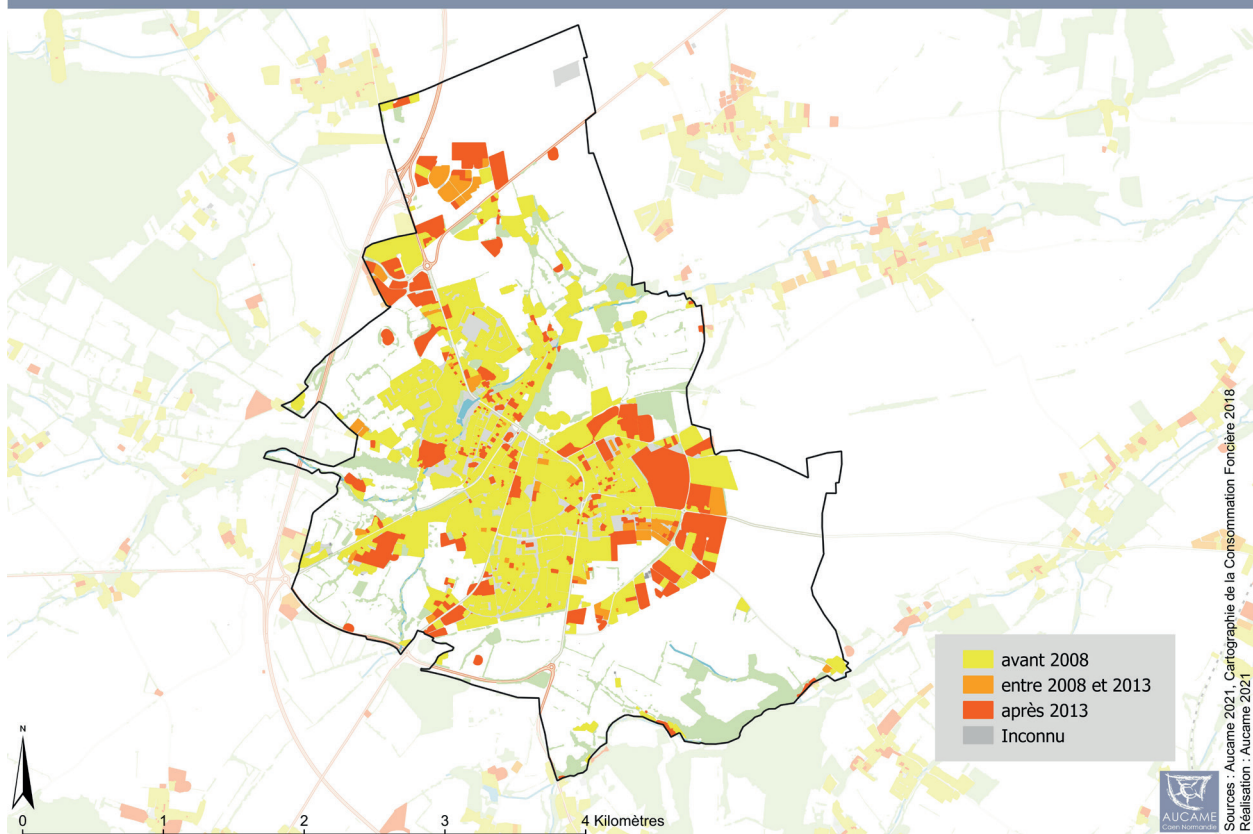 avant 2008
entre 2008 et 2013
après 2013
Inconnu
N
0 1 2 3 4 Kilomètres
AUCAME
Caen Normandie
Sources : Aucame 2021, Cartographie de la Consommation Foncière 2018
Réalisation : Aucame 2021